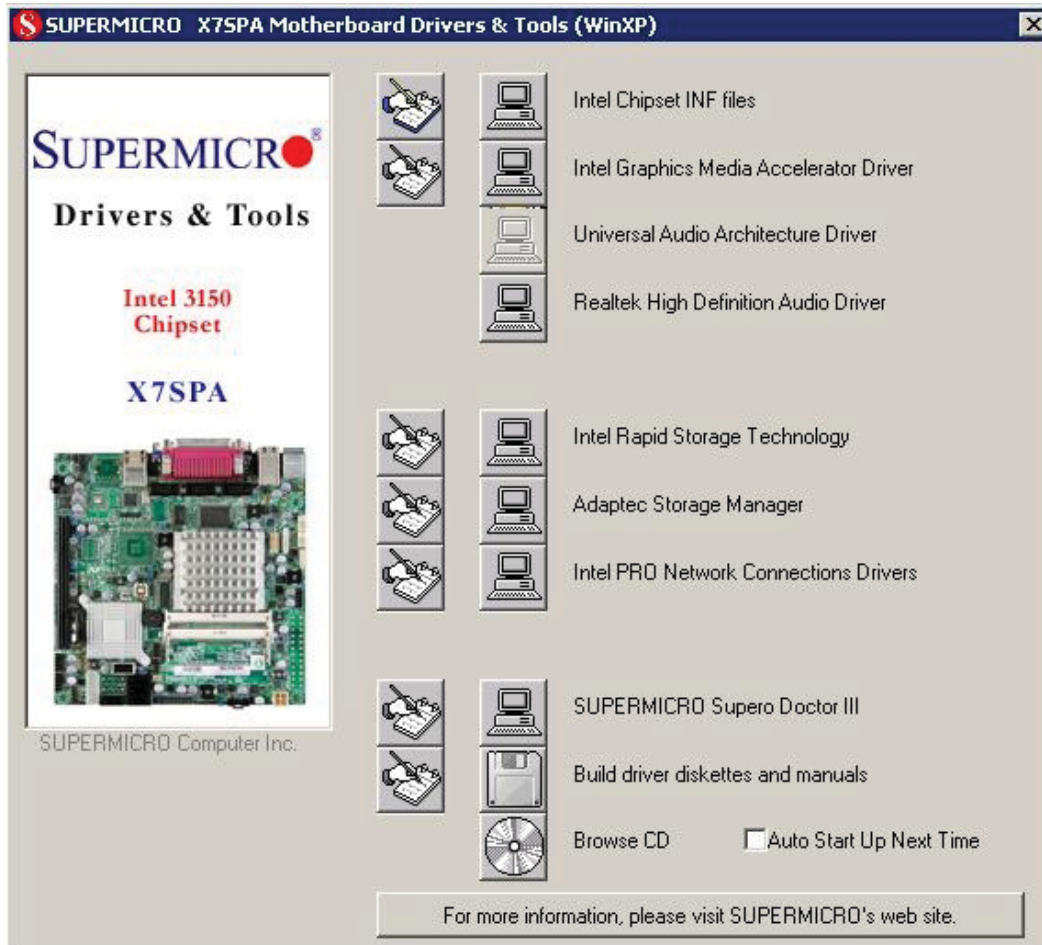 SUPERMICRO X7SPA Motherboard Drivers & Tools (WinXP)
SUPERMICRO®
Drivers & Tools
Intel 3150
Chipset
X7SPA
SUPERMICRO Computer Inc.
Intel Chipset INF files
Intel Graphics Media Accelerator Driver
Universal Audio Architecture Driver
Realtek High Definition Audio Driver
Intel Rapid Storage Technology
Adaptec Storage Manager
Intel PRO Network Connections Drivers
SUPERMICRO Supero Doctor III
Build driver diskettes and manuals
Browse CD
Auto Start Up Next Time
For more information, please visit SUPERMICRO's web site.